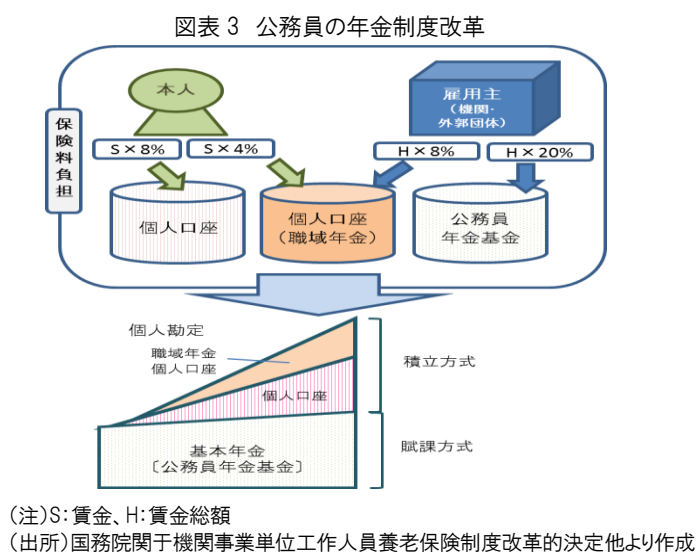 図表3 公務員の年金制度改革
保険料負担
本人
雇用主
(機関・
外郭団体)
S×8%
S×4%
H×8%
H×20%
個人口座
個人口座
(職域年金)
公務員
年金基金
個人勘定
職域年金
個人口座
個人口座
積立方式
基本年金
〔公務員年金基金〕
賦課方式
(注)S:賃金、H:賃金総額
(出所)国務院関于機関事業単位工作人員養老保険制度改革的決定他より作成